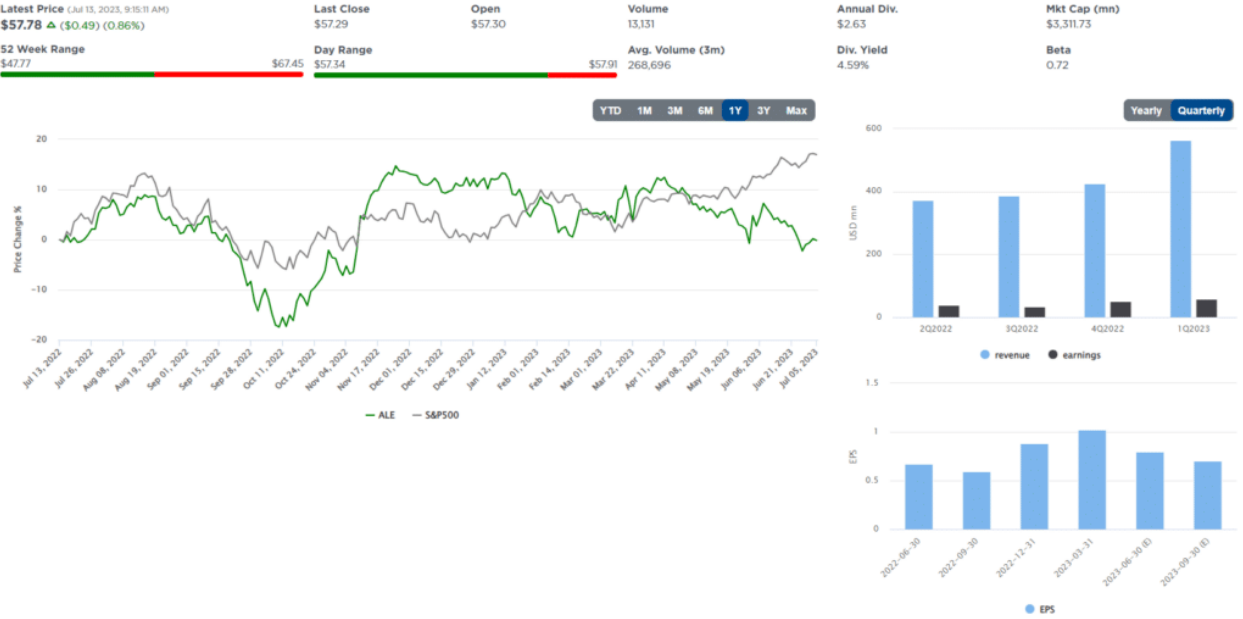 Latest Price (Jul 13, 2023, 9:15:11 AM)
$57.78 ($0.49) (0.86%)
Last Close
$57.29
Open
$57.30
Volume
13,131
Annual Div.
$2.63
Mkt Cap (mn)
$3,311.73
52 Week Range
$47.77 $67.45
Day Range
$57.34 $57.91
Avg. Volume (3m)
268,696
Div. Yield
4.59%
Beta
0.72
YTD 1M 3M 6M 1Y 3Y Max
Price Change %
20
10
0
-10
-20
Jul 13, 2022
Jul 26, 2022
Aug 08, 2022
Aug 19, 2022
Sep 01, 2022
Sep 15, 2022
Sep 28, 2022
Oct 11, 2022
Oct 24, 2022
Nov 04, 2022
Nov 17, 2022
Dec 01, 2022
Dec 15, 2022
Dec 29, 2022
Jan 12, 2023
Feb 01, 2023
Feb 14, 2023
Mar 01, 2023
Mar 22, 2023
Apr 11, 2023
May 08, 2023
May 19, 2023
Jun 06, 2023
Jun 21, 2023
Jul 05, 2023
ALE S&P500
Yearly Quarterly
USD mn
600
400
200
0
2Q2022 3Q2022 4Q2022 1Q2023
revenue earnings
EPS
1.5
1
0.5
0
2022-06-30
2022-09-30
2022-12-31
2023-03-31
2023-06-30 (E)
2023-09-30 (E)
EPS